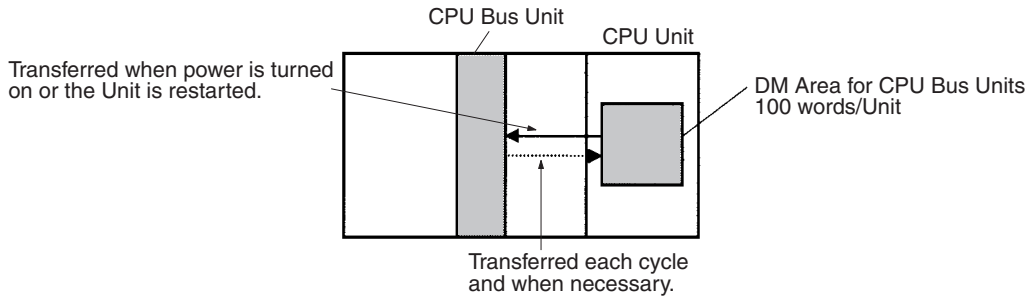 CPU Bus Unit
CPU Unit
Transferred when power is turned
on or the Unit is restarted.
DM Area for CPU Bus Units
100 words/Unit
Transferred each cycle
and when necessary.